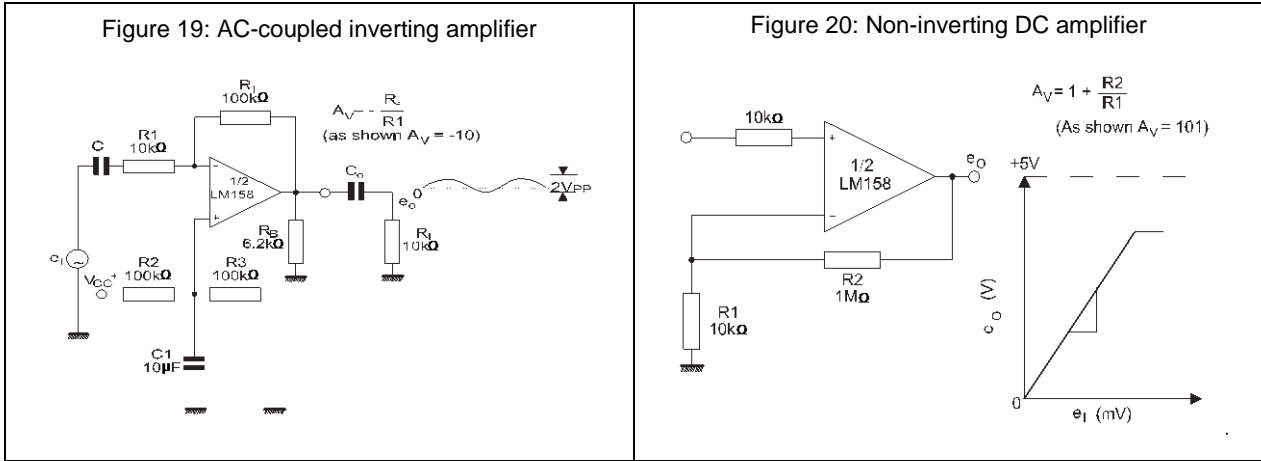 Figure 19: AC-coupled inverting amplifier
R
100kΩ
A_V
R1
(as shown A_V = -10)
C
R1
10kΩ
-
1/2
LM158
+
C_o
e_o
0
2V_PP
R_B
6.2kΩ
R_l
10kΩ
e_I
V_CC+
R2
100kΩ
R3
100kΩ
C1
10µF
Figure 20: Non-inverting DC amplifier
10kΩ
+
1/2
LM158
-
e_O
R2
1MΩ
R1
10kΩ
A_V = 1 + R2
R1
(As shown A_V = 101)
+5V
e_O (V)
0
e_I (mV)